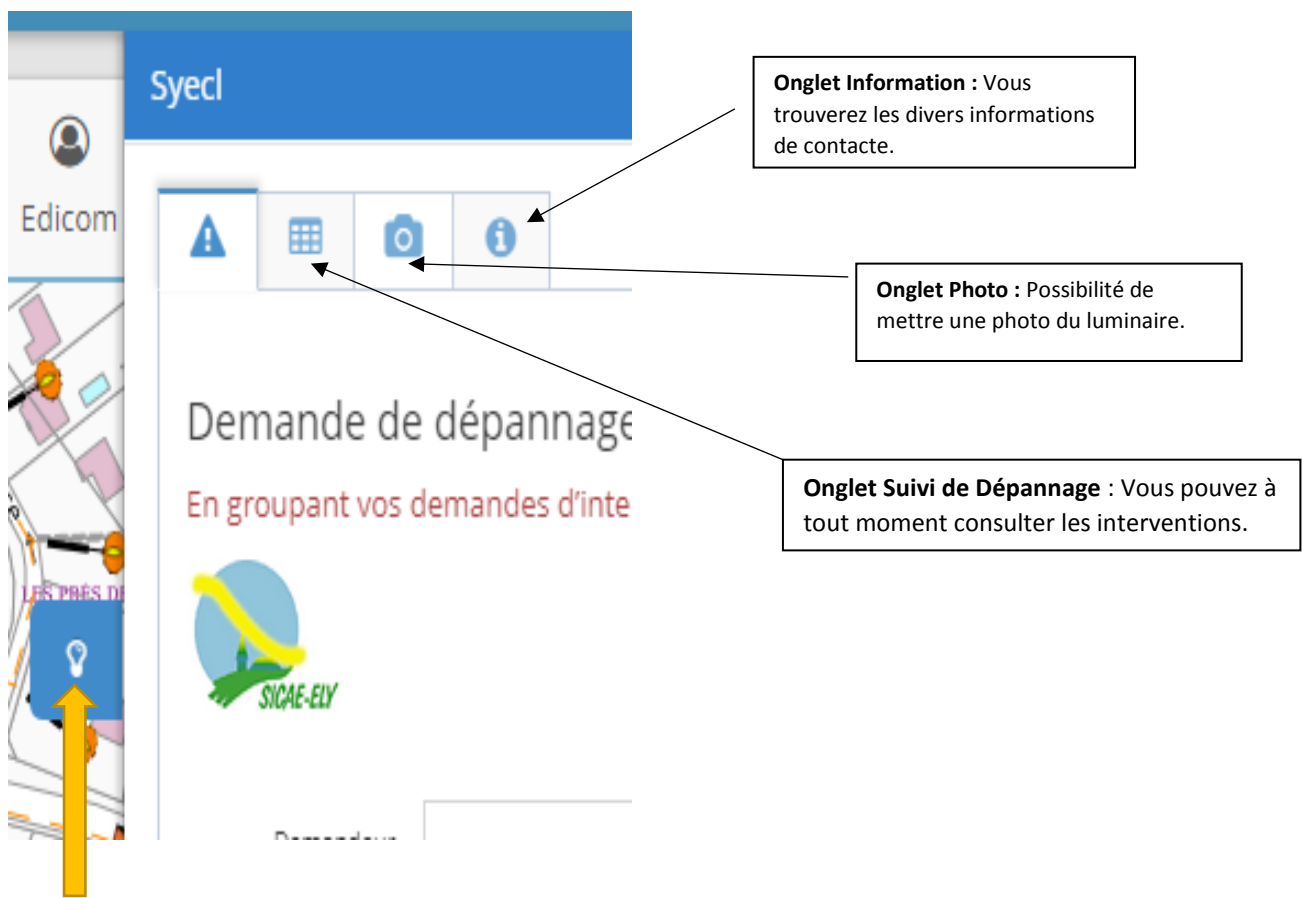 Syecl
Edicom
Demande de dépannage
En groupant vos demandes d'inte
SICAE-ELY
LES PRÉS DE
Onglet Information : Vous
trouverez les divers informations
de contacte.
Onglet Photo : Possibilité de
mettre une photo du luminaire.
Onglet Suivi de Dépannage : Vous pouvez à
tout moment consulter les interventions.